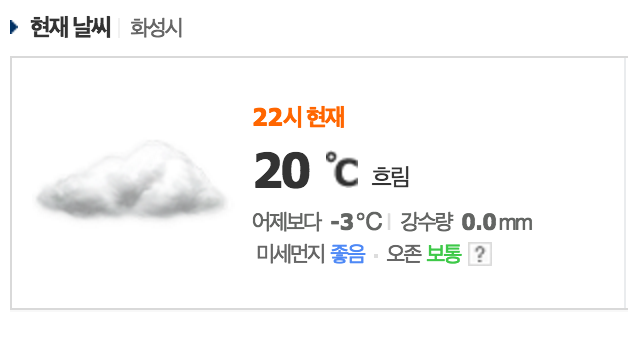 현재 날씨 화성시
22시 현재
20 ℃ 흐림
어제보다 -3℃ 강수량 0.0mm
미세먼지 좋음 · 오존 보통 ?